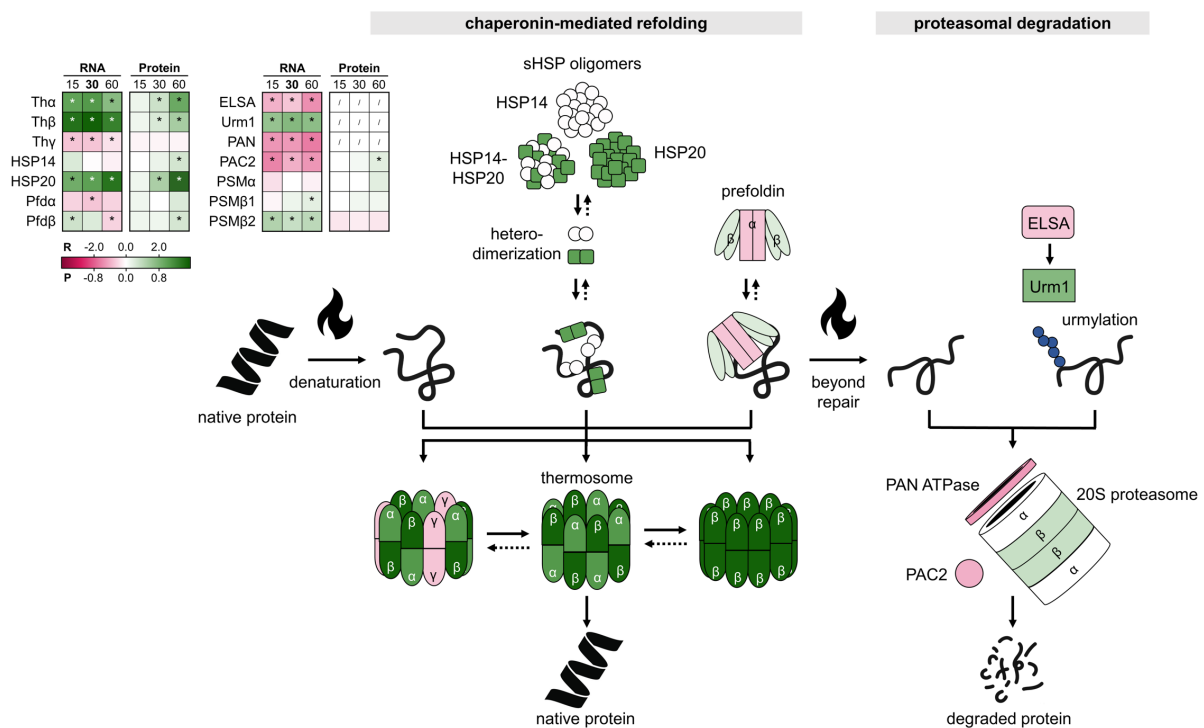 chaperonin-mediated refolding
proteasomal degradation
RNA Protein
15 30 60 15 30 60
Thα * * * * *
Thβ * * * * *
Thγ * * *
HSP14 *
HSP20 * * * * *
Pfdα *
Pfdβ * * *
R -2.0 0.0 2.0
P -0.8 0.0 0.8
RNA Protein
15 30 60 15 30 60
ELSA * * * / / /
Urm1 * * * / / /
PAN * * * / / /
PAC2 * * * *
PSMα
PSMβ1 *
PSMβ2 * * *
sHSP oligomers
HSP14
HSP14-
HSP20
HSP20
hetero-
dimerization
prefoldin
β α β
ELSA
Urm1
urmylation
native protein
denaturation
beyond
repair
thermosome
α β α γ
β γ β
β α γ β
β α β α
α β α β
β α β α β
β β β β
β β β β
β β β β
native protein
PAN ATPase
20S proteasome
α
β
β
α
PAC2
degraded protein